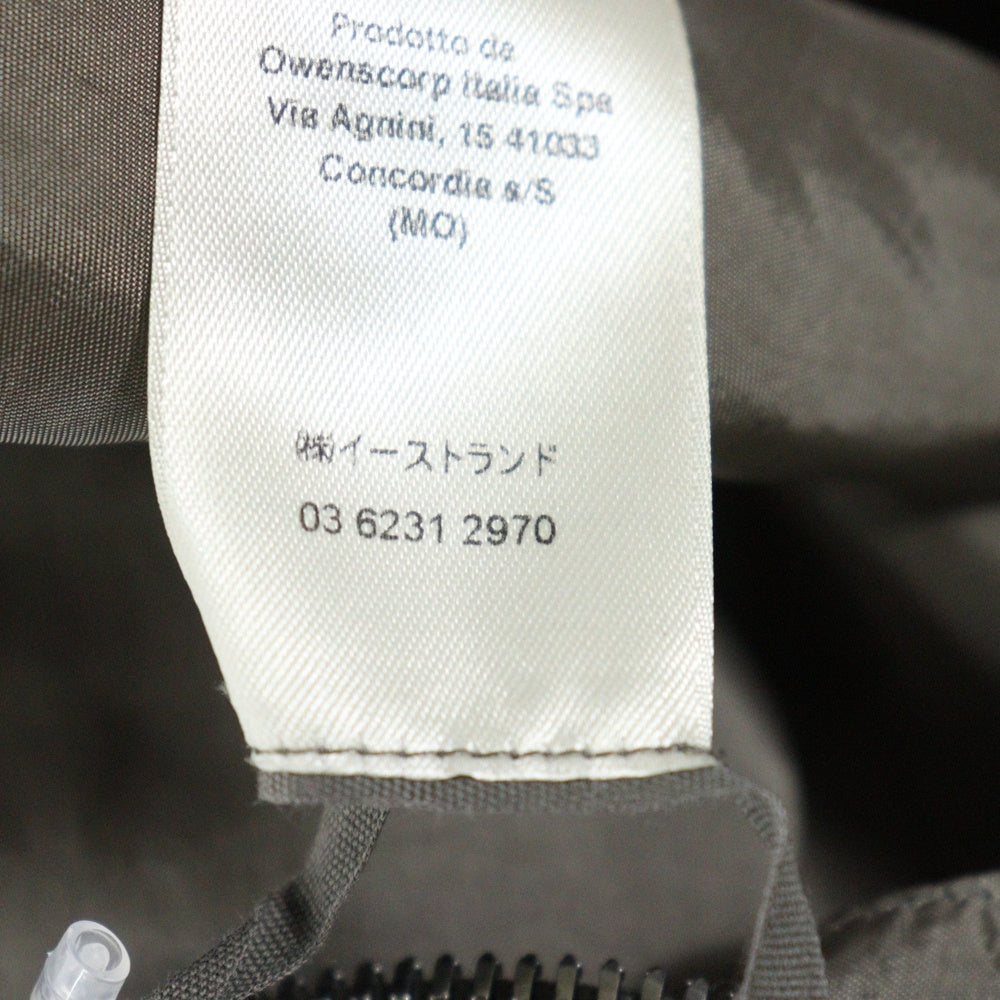 Prodotto da
Owenscorp Italia Spa
Via Agnini, 15 41033
Concordia s/S
(MO)
㈱イーストランド
03 6231 2970